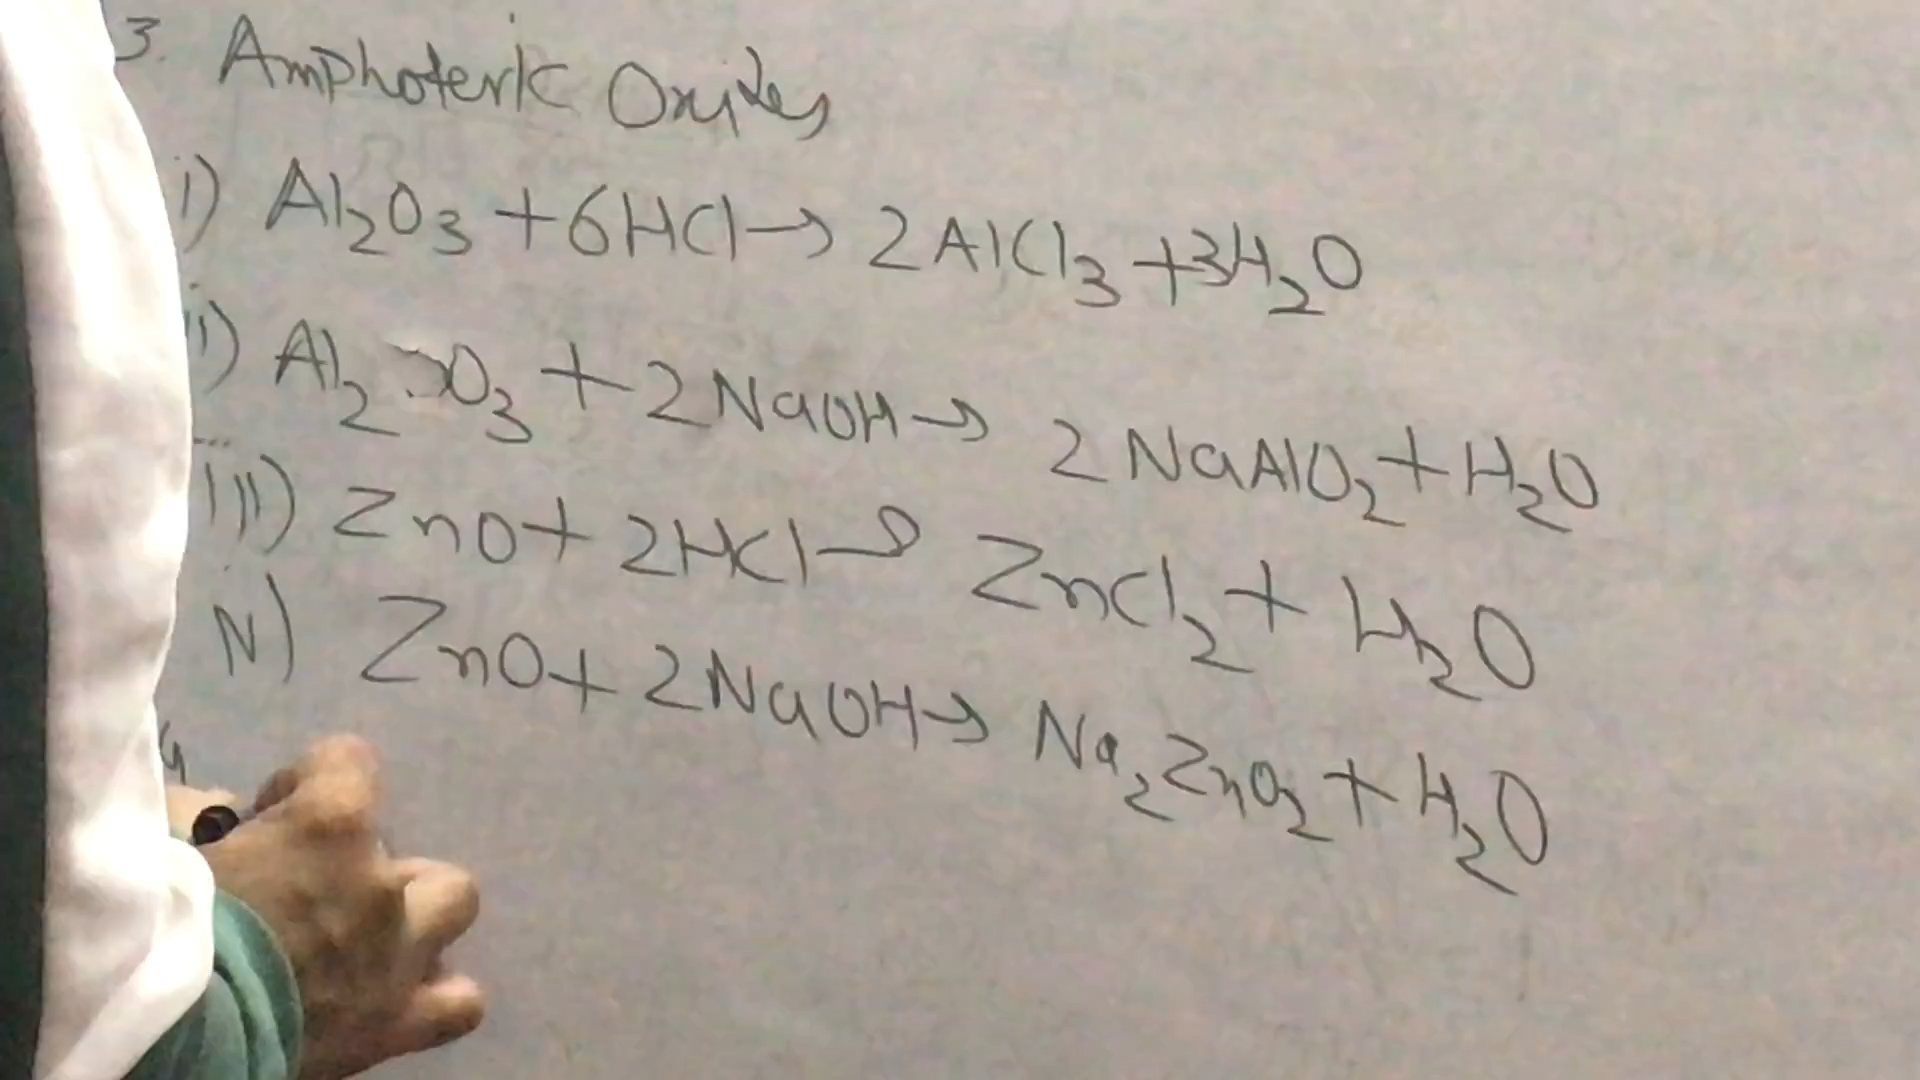 3. Amphoteric Oxides
i) Al₂O₃ + 6HCl → 2AlCl₃ + 3H₂O
ii) Al₂O₃ + 2NaOH → 2NaAlO₂ + H₂O
iii) ZnO + 2HCl → ZnCl₂ + H₂O
iv) ZnO + 2NaOH → Na₂ZnO₂ + H₂O